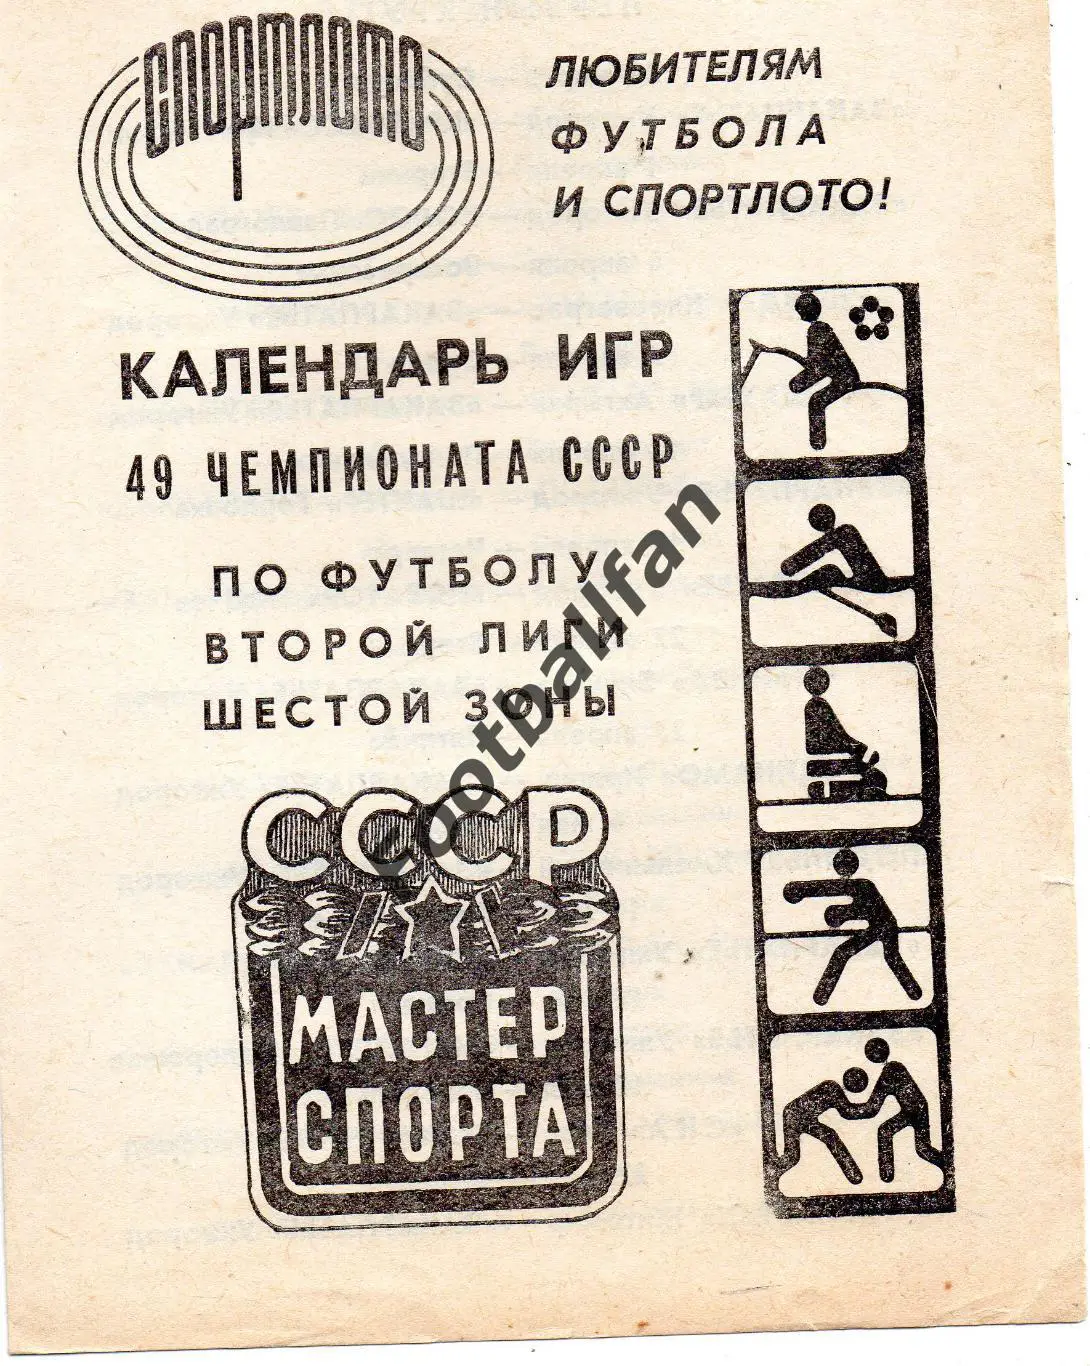 СПОРТЛОТО
ЛЮБИТЕЛЯМ
ФУТБОЛА
И СПОРТЛОТО!
КАЛЕНДАРЬ ИГР
49 ЧЕМПИОНАТА СССР
ПО ФУТБОЛУ
ВТОРОЙ ЛИГИ
ШЕСТОЙ ЗОНЫ
Footballfan
СССР
МАСТЕР
СПОРТА